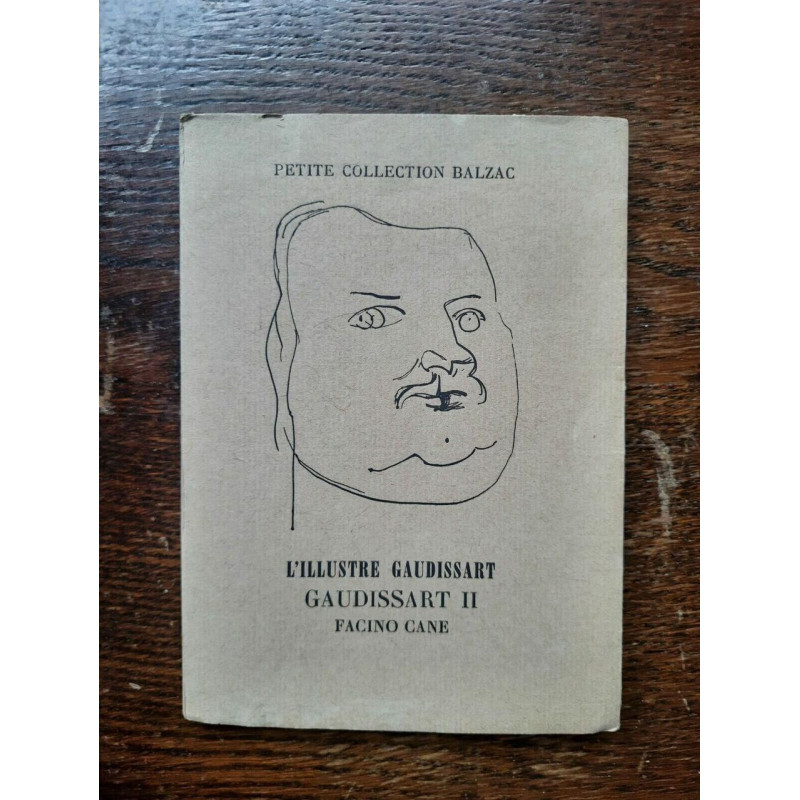 PETITE COLLECTION BALZAC
L'ILLUSTRE GAUDISSART
GAUDISSART II
FACINO CANE